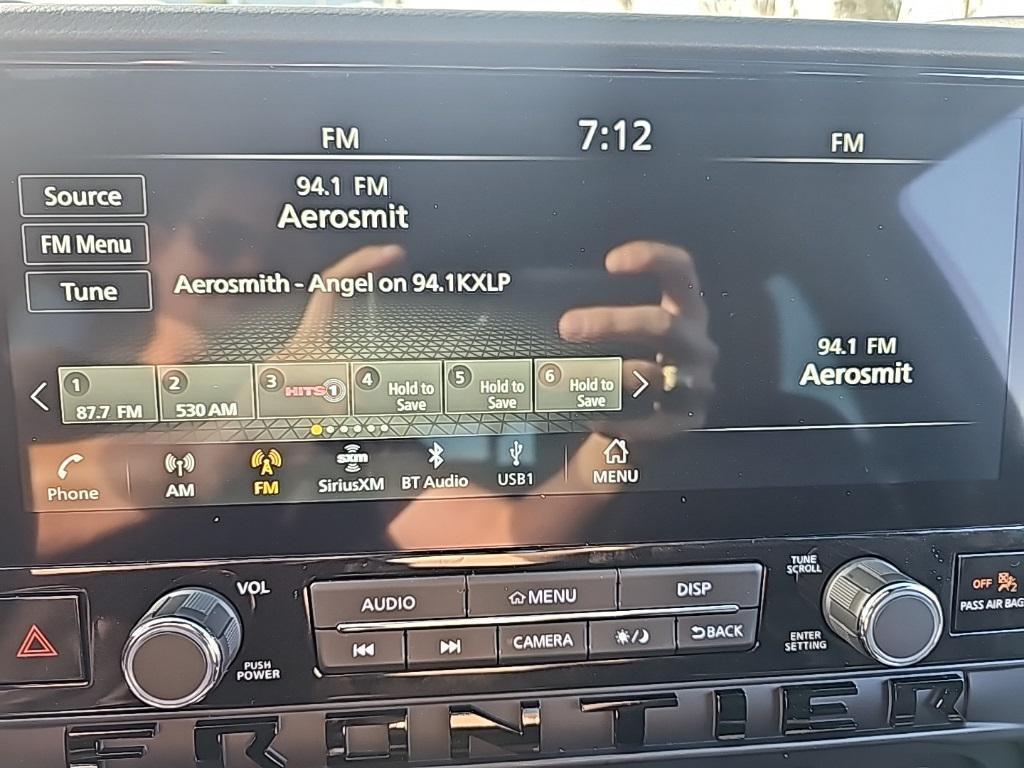 FM
7:12
FM
Source
94.1 FM
Aerosmit
FM Menu
Tune
Aerosmith - Angel on 94.1KXLP
94.1 FM
Aerosmit
1
87.7 FM
2
530 AM
3
HITS 1
4
Hold to
Save
5
Hold to
Save
6
Hold to
Save
Phone
AM
FM
sxm
SiriusXM
BT Audio
USB1
MENU
VOL
PUSH
POWER
AUDIO
MENU
DISP
CAMERA
BACK
TUNE
SCROLL
ENTER
SETTING
OFF
PASS AIR BAG
FRONTIER